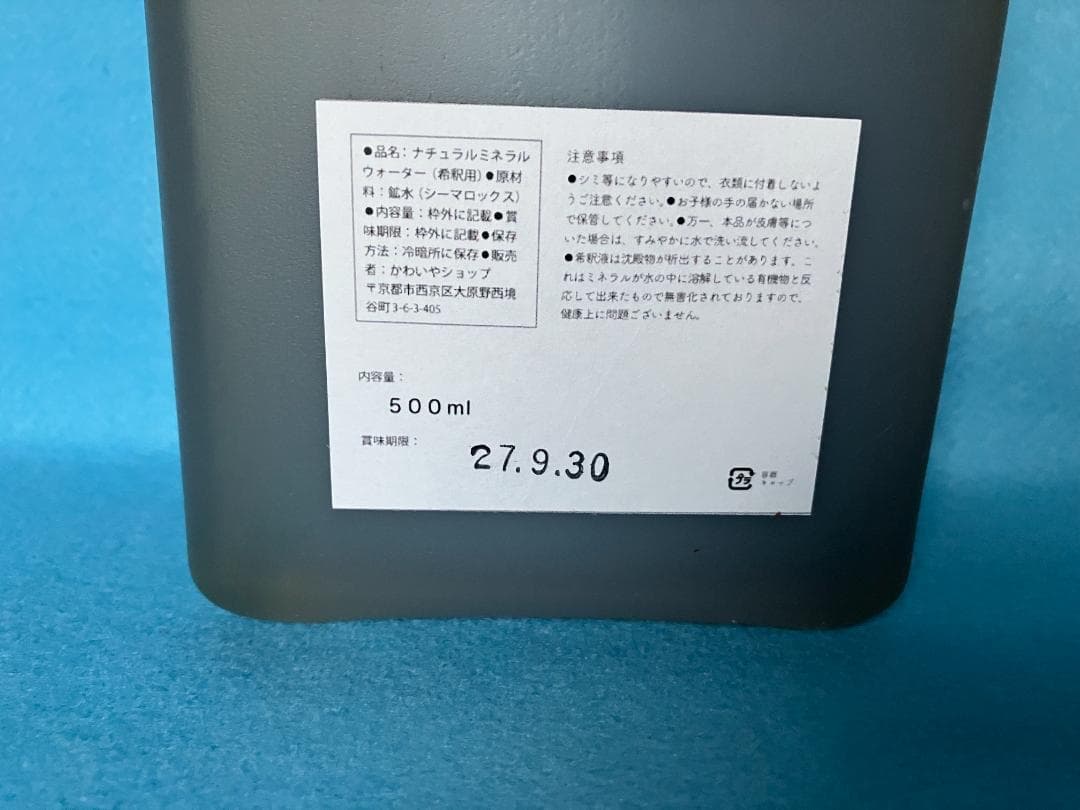 ●品名：ナチュラルミネラル
ウォーター（希釈用）●原材
料：鉱水（シーマロックス）
●内容量：枠外に記載●賞
味期限：枠外に記載●保存
方法：冷暗所に保存●販売
者：かわいやショップ
〒京都市西京区大原野西境
谷町3-6-3-405
注意事項
●シミ等になりやすいので、衣類に付着しないよ
うご注意ください。●お子様の手の届かない場所
で保管してください。●万一、本品が皮膚等につ
いた場合は、すみやかに水で洗い流してください。
●希釈液は沈殿物が析出することがあります。こ
れはミネラルが水の中に溶解している有機物と反
応して出来たもので無害化されておりますので、
健康上に問題ございません。
内容量：
500ml
賞味期限：
27.9.30
プラ
容器
キャップ